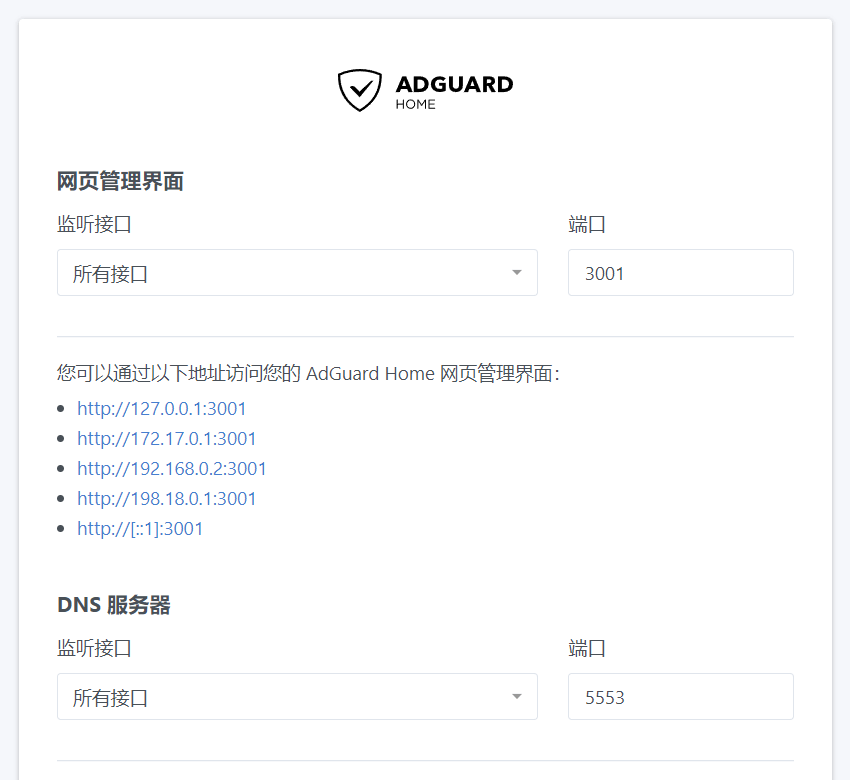 ADGUARD
HOME
网页管理界面
监听接口
端口
所有接口
3001
您可以通过以下地址访问您的 AdGuard Home 网页管理界面：
http://127.0.0.1:3001
http://172.17.0.1:3001
http://192.168.0.2:3001
http://198.18.0.1:3001
http://[::1]:3001
DNS 服务器
监听接口
端口
所有接口
5553